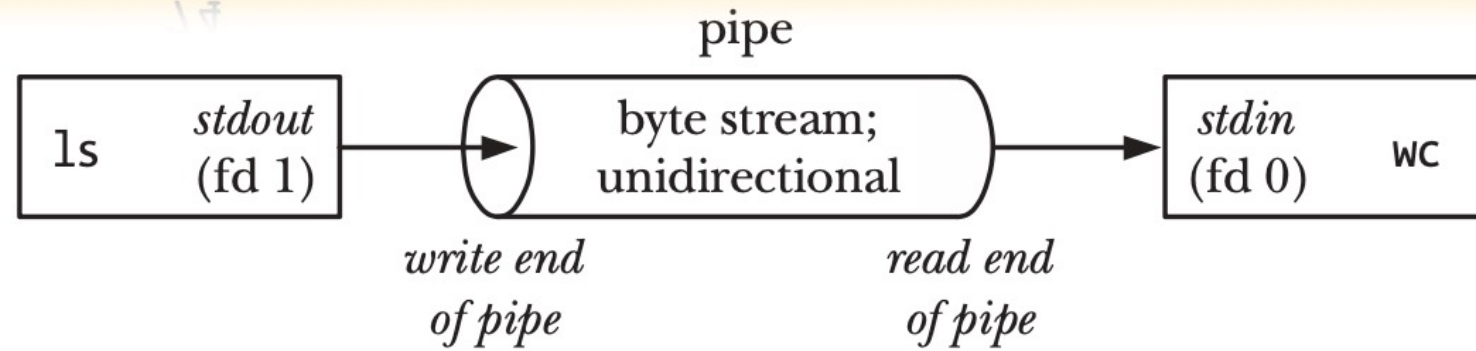 pipe
ls
stdout
(fd 1)
byte stream;
unidirectional
stdin
(fd 0)
wc
write end
of pipe
read end
of pipe